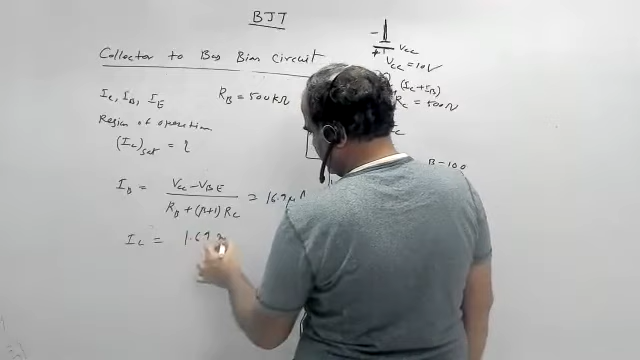 BJT
-
+ VCC
Collector to Bas Bias circuit
VCC = 10V
(IC+IB)
IC, IB, IE RB = 500kΩ RC = 500Ω
Region of operation
(IC)sat = ?
β = 100
IB = VCC - VBE / RB + (β+1) RC = 16.9μA
IC = 1.69